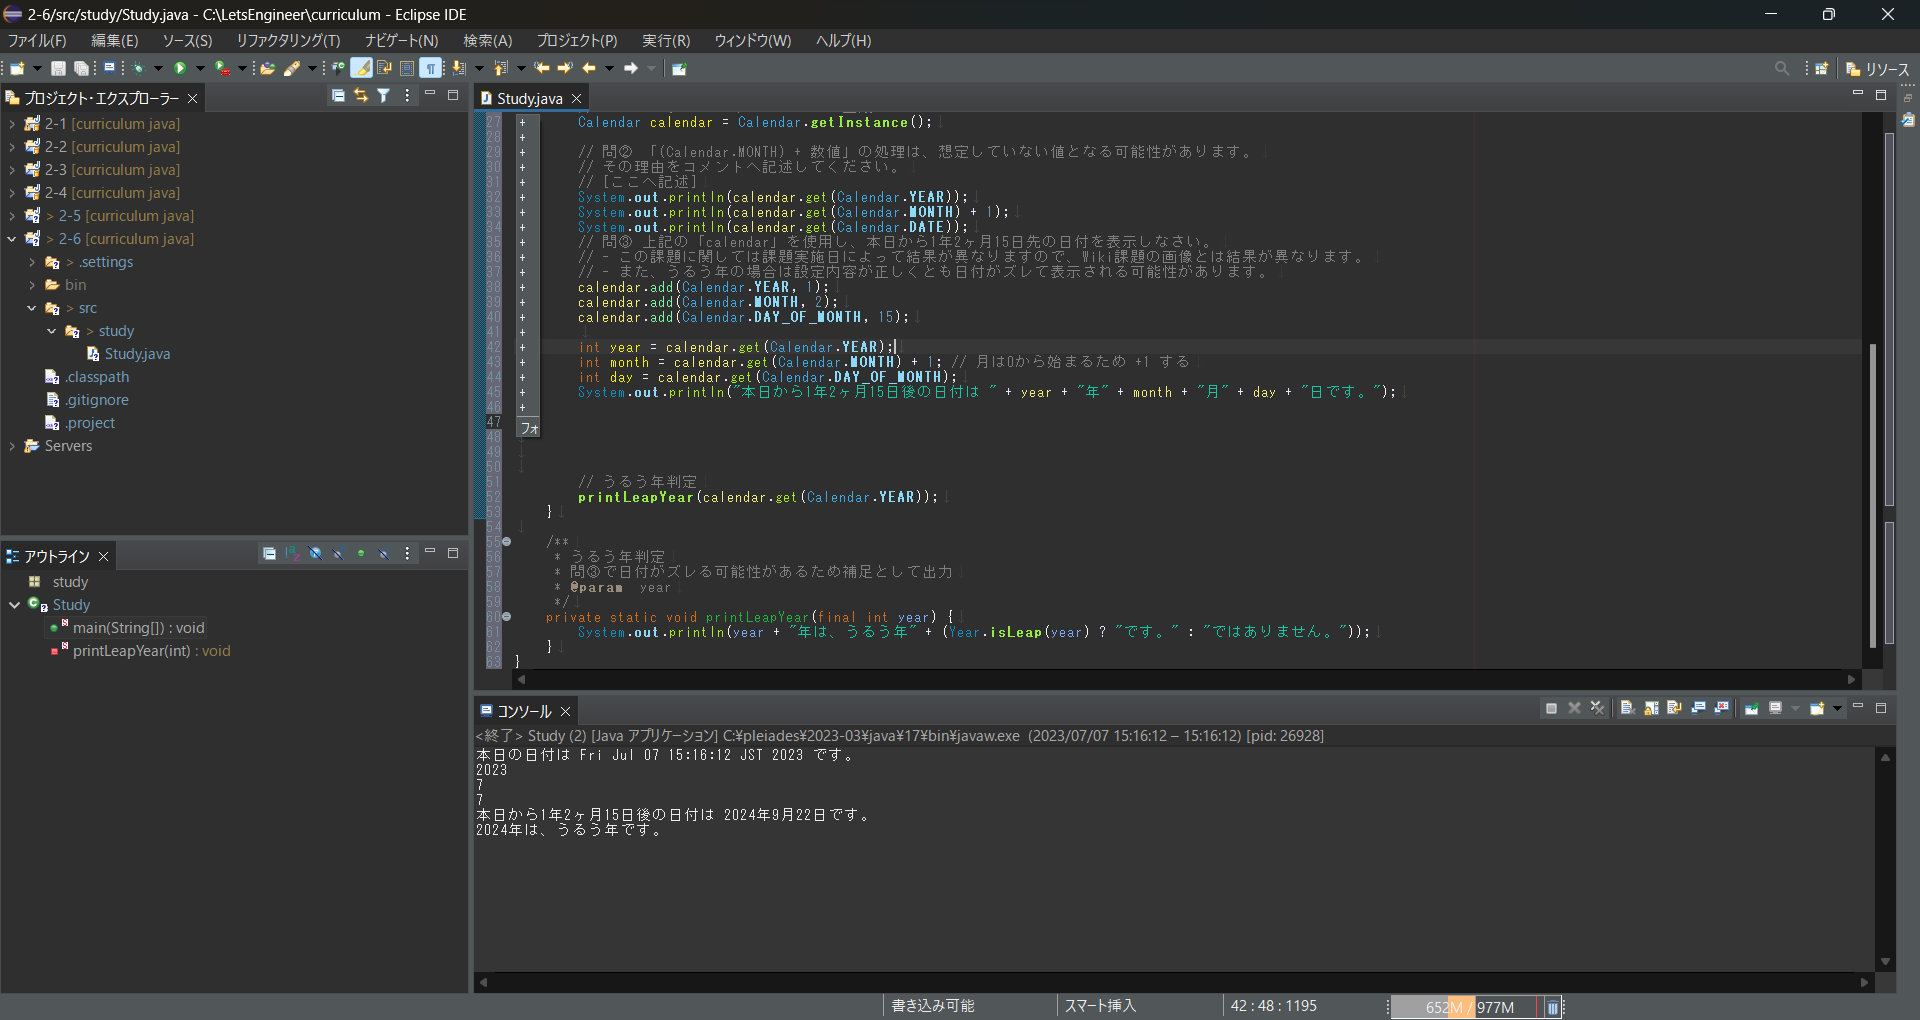 2-6/src/study/Study.java - C:\LetsEngineer\curriculum - Eclipse IDE
ファイル(F) 編集(E) ソース(S) リファクタリング(T) ナビゲート(N) 検索(A) プロジェクト(P) 実行(R) ウィンドウ(W) ヘルプ(H)
リソース
プロジェクト・エクスプローラー
2-1 [curriculum java]
2-2 [curriculum java]
2-3 [curriculum java]
2-4 [curriculum java]
> 2-5 [curriculum java]
> 2-6 [curriculum java]
> .settings
bin
> src
> study
Study.java
.classpath
.gitignore
.project
Servers
アウトライン
study
Study
main(String[]) : void
printLeapYear(int) : void
Study.java
27 Calendar calendar = Calendar.getInstance();
28
29 // 問② 「(Calendar.MONTH) + 数値」の処理は、想定していない値となる可能性があります。
30 // その理由をコメントへ記述してください。
31 // [ここへ記述]
32 System.out.println(calendar.get(Calendar.YEAR));
33 System.out.println(calendar.get(Calendar.MONTH) + 1);
34 System.out.println(calendar.get(Calendar.DATE));
35 // 問③ 上記の「calendar」を使用し、本日から1年2ヶ月15日先の日付を表示しなさい。
36 // - この課題に関しては課題実施日によって結果が異なりますので、Wiki課題の画像とは結果が異なります。
37 // - また、うるう年の場合は設定内容が正しくとも日付がズレて表示される可能性があります。
38 calendar.add(Calendar.YEAR, 1);
39 calendar.add(Calendar.MONTH, 2);
40 calendar.add(Calendar.DAY_OF_MONTH, 15);
41
42 int year = calendar.get(Calendar.YEAR);
43 int month = calendar.get(Calendar.MONTH) + 1; // 月は0から始まるため +1 する
44 int day = calendar.get(Calendar.DAY_OF_MONTH);
45 System.out.println("本日から1年2ヶ月15日後の日付は " + year + "年" + month + "月" + day + "日です。");
46
47 フォ
48
49
50
51 // うるう年判定
52 printLeapYear(calendar.get(Calendar.YEAR));
53 }
54
55 /**
56 * うるう年判定
57 * 問③で日付がズレる可能性があるため補足として出力
58 * @param year
59 */
60 private static void printLeapYear(final int year) {
61 System.out.println(year + "年は、うるう年" + (Year.isLeap(year) ? "です。" : "ではありません。"));
62 }
63 }
コンソール
<終了> Study (2) [Java アプリケーション] C:¥pleiades¥2023-03¥java¥17¥bin¥javaw.exe (2023/07/07 15:16:12 – 15:16:12) [pid: 26928]
本日の日付は Fri Jul 07 15:16:12 JST 2023 です。
2023
7
7
本日から1年2ヶ月15日後の日付は 2024年9月22日です。
2024年は、うるう年です。
書き込み可能 スマート挿入 42 : 48 : 1195 652M / 977M